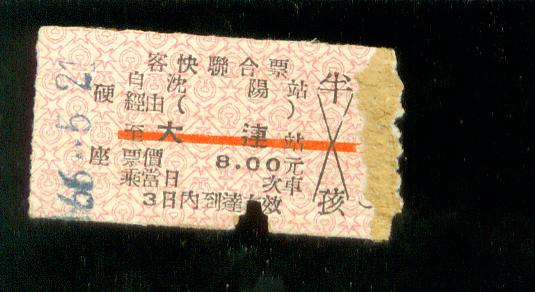 客快聯合票
自沈陽站
經由( )
至大連站
票價8.00元
乘當日次車
3日內到達有效
硬座
半孩
66..5 21